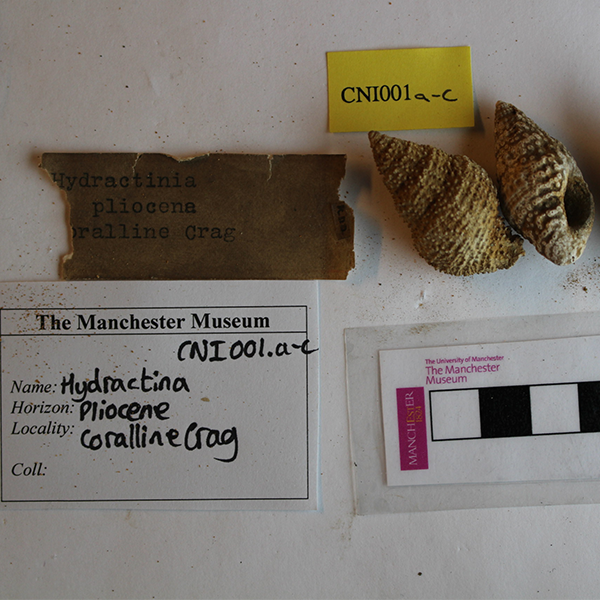 CNI001a-c
Hydractinia
pliocena
oralline Crag
The Manchester Museum
CNI001.a-c
Name: Hydractina
Horizon: Pliocene
Locality: Coralline Crag
Coll:
The University of Manchester
The Manchester
Museum
MANCHESTER
1824